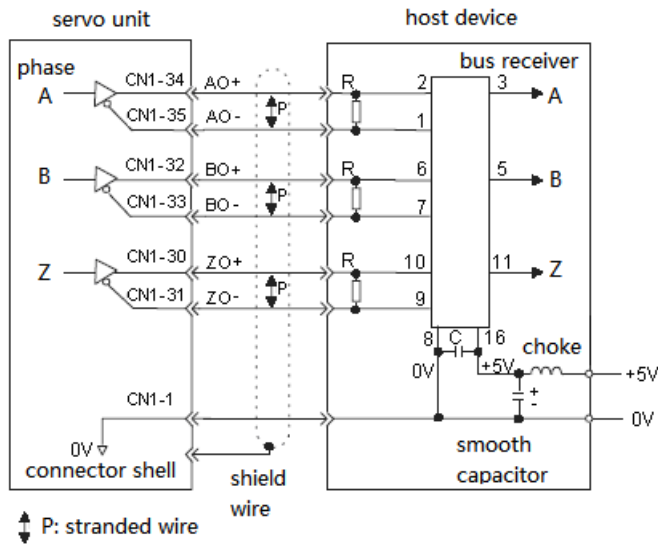 servo unit
host device
phase
bus receiver
CN1-34
AO+
R
2
3
A
A
P
CN1-35
AO-
1
CN1-32
BO+
R
6
5
B
B
P
CN1-33
BO-
7
CN1-30
ZO+
R
10
11
Z
Z
P
CN1-31
ZO-
9
8
C
16
choke
0V
+5V
+5V
+
-
CN1-1
0V
0V
connector shell
shield
wire
smooth
capacitor
P: stranded wire